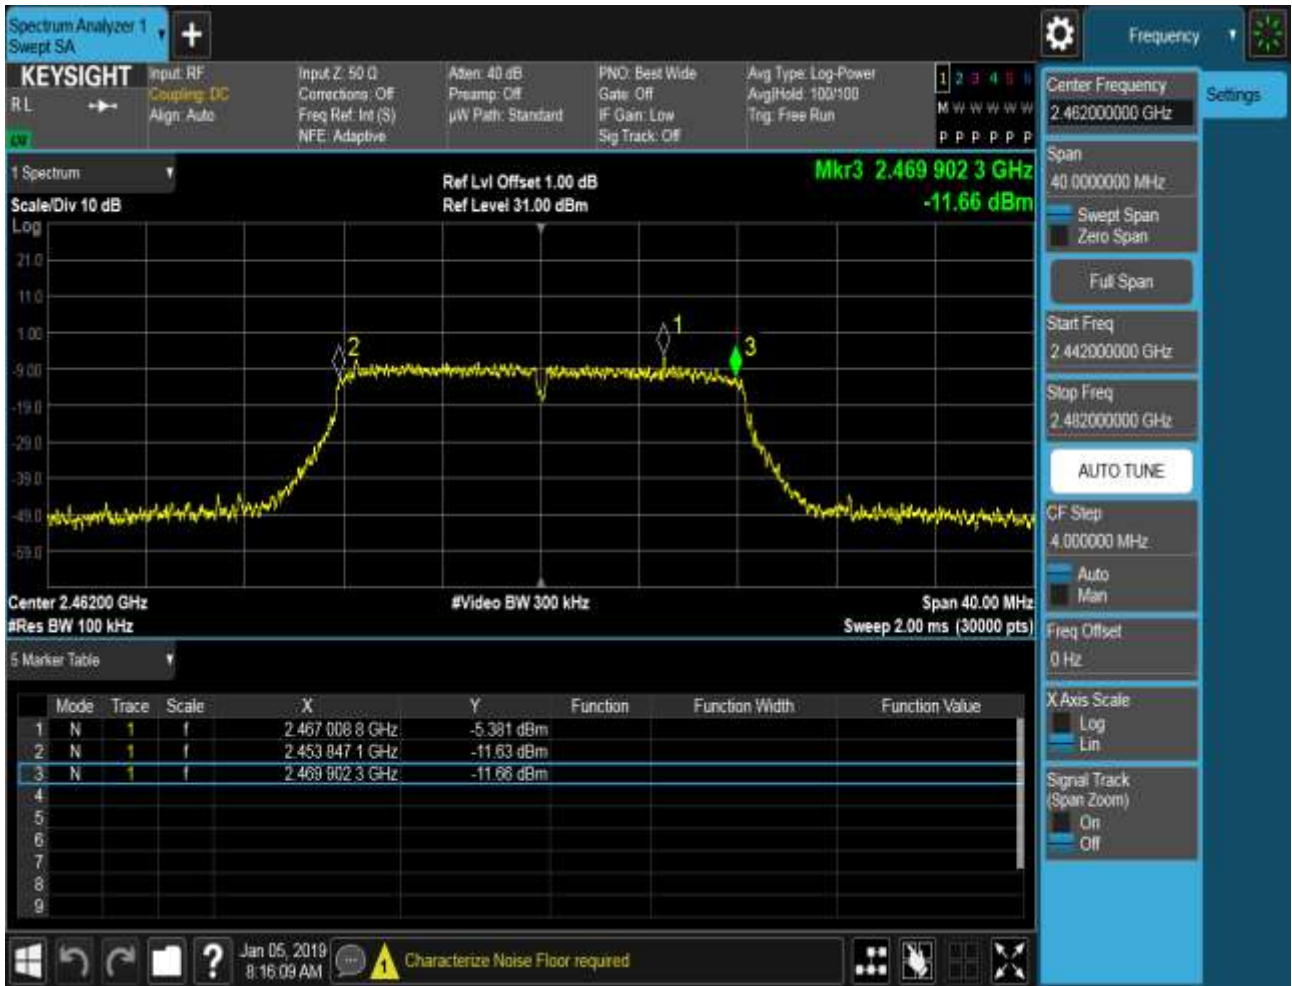 Spectrum Analyzer 1
Swept SA
+
Frequency
KEYSIGHT
RL
Input: RF
Coupling: DC
Align: Auto
Input Z: 50 Ω
Corrections: Off
Freq Ref: Int (S)
NFE: Adaptive
Atten: 40 dB
Preamp: Off
µW Path: Standard
PNO: Best Wide
Gate: Off
IF Gain: Low
Sig Track: Off
Avg Type: Log-Power
Avg|Hold: 100/100
Trig: Free Run
1 2 3 4 5 6
M W W W W W
P P P P P P
1 Spectrum
Scale/Div 10 dB
Ref Lvl Offset 1.00 dB
Ref Level 31.00 dBm
Mkr3 2.469 902 3 GHz
-11.66 dBm
Log
21.0
11.0
1.00
-9.00
-19.0
-29.0
-39.0
-49.0
-59.0
2
1
3
Center 2.46200 GHz
#Video BW 300 kHz
Span 40.00 MHz
#Res BW 100 kHz
Sweep 2.00 ms (30000 pts)
5 Marker Table
Mode Trace Scale X Y Function Function Width Function Value
1 N 1 f 2.467 008 8 GHz -5.381 dBm
2 N 1 f 2.453 847 1 GHz -11.63 dBm
3 N 1 f 2.469 902 3 GHz -11.66 dBm
4
5
6
7
8
9
Jan 05, 2019
8:16:09 AM
?
1
Characterize Noise Floor required
Center Frequency
2.462000000 GHz
Settings
Span
40.0000000 MHz
Swept Span
Zero Span
Full Span
Start Freq
2.442000000 GHz
Stop Freq
2.482000000 GHz
AUTO TUNE
CF Step
4.000000 MHz
Auto
Man
Freq Offset
0 Hz
X Axis Scale
Log
Lin
Signal Track
(Span Zoom)
On
Off